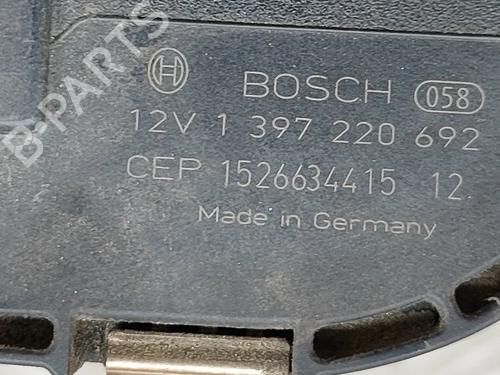 B-PARTS
BOSCH 058
12V 1 397 220 692
CEP 1526634415 12
Made in Germany